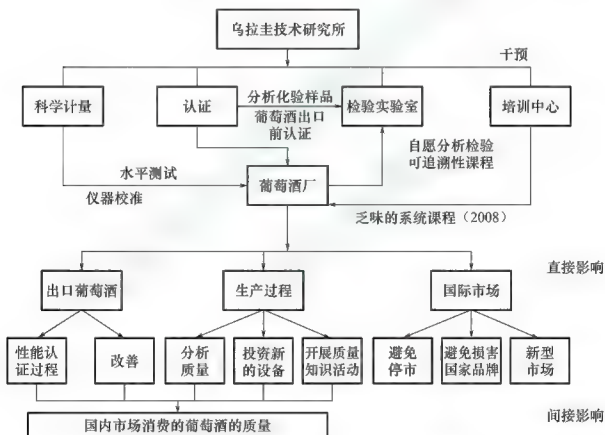 乌拉圭技术研究所
干预
科学计量
认证
分析化验样品
葡萄酒出口
前认证
检验实验室
培训中心
水平测试
仪器校准
葡萄酒厂
自愿分析检验
可追溯性课程
乏味的系统课程（2008）
直接影响
出口葡萄酒
生产过程
国际市场
性能认
证过程
改善
分析
质量
投资新
的设备
开展质量
知识活动
避免
停市
避免损害
国家品牌
新型
市场
间接影响
国内市场消费的葡萄酒的质量